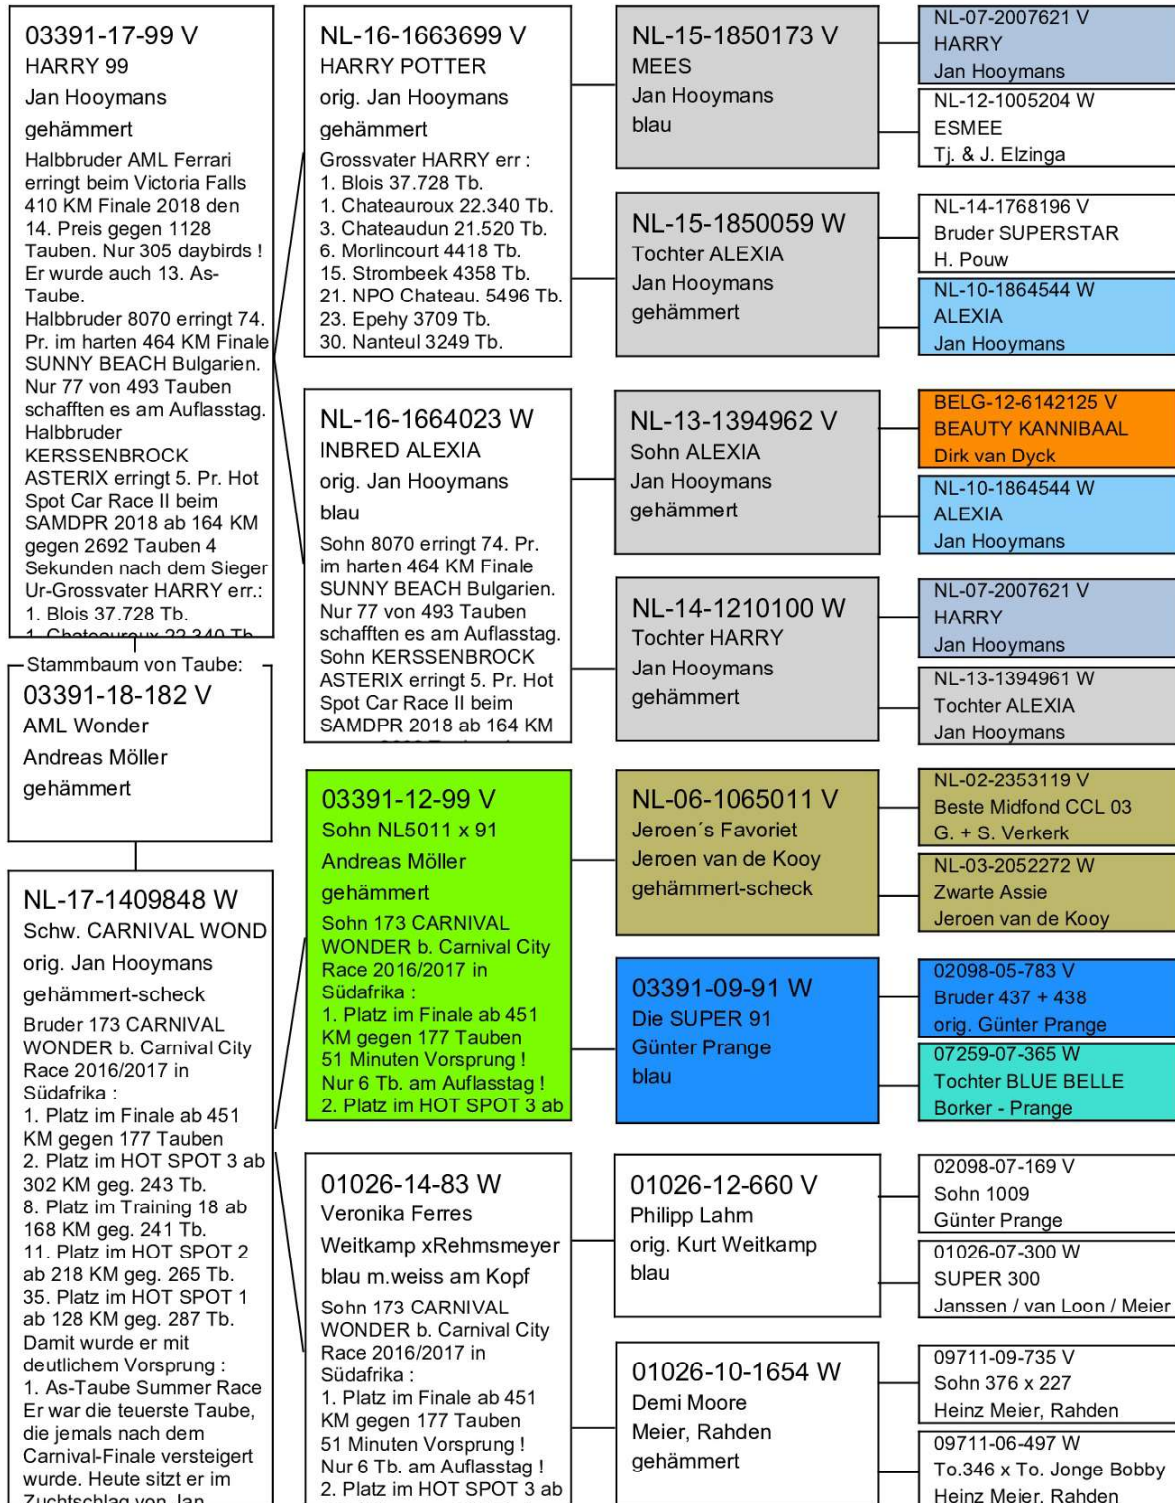 03391-17-99 V
HARRY 99
Jan Hooymans
gehämmert
Halbbruder AML Ferrari
erringt beim Victoria Falls
410 KM Finale 2018 den
14. Preis gegen 1128
Tauben. Nur 305 daybirds !
Er wurde auch 13. As-
Taube.
Halbbruder 8070 erringt 74.
Pr. im harten 464 KM Finale
SUNNY BEACH Bulgarien.
Nur 77 von 493 Tauben
schafften es am Auflasstag.
Halbbruder
KERSSENBROCK
ASTERIX erringt 5. Pr. Hot
Spot Car Race II beim
SAMDPR 2018 ab 164 KM
gegen 2692 Tauben 4
Sekunden nach dem Sieger
Ur-Grossvater HARRY err.:
1. Blois 37.728 Tb.
1. Chateauroux 22.340 Tb.
Stammbaum von Taube:
03391-18-182 V
AML Wonder
Andreas Möller
gehämmert
NL-17-1409848 W
Schw. CARNIVAL WOND
orig. Jan Hooymans
gehämmert-scheck
Bruder 173 CARNIVAL
WONDER b. Carnival City
Race 2016/2017 in
Südafrika :
1. Platz im Finale ab 451
KM gegen 177 Tauben
2. Platz im HOT SPOT 3 ab
302 KM geg. 243 Tb.
8. Platz im Training 18 ab
168 KM geg. 241 Tb.
11. Platz im HOT SPOT 2
ab 218 KM geg. 265 Tb.
35. Platz im HOT SPOT 1
ab 128 KM geg. 287 Tb.
Damit wurde er mit
deutlichem Vorsprung :
1. As-Taube Summer Race
Er war die teuerste Taube,
die jemals nach dem
Carnival-Finale versteigert
wurde. Heute sitzt er im
Zuchtschlag von Jan
NL-16-1663699 V
HARRY POTTER
orig. Jan Hooymans
gehämmert
Grossvater HARRY err :
1. Blois 37.728 Tb.
1. Chateauroux 22.340 Tb.
3. Chateaudun 21.520 Tb.
6. Morlincourt 4418 Tb.
15. Strombeek 4358 Tb.
21. NPO Chateau. 5496 Tb.
23. Epehy 3709 Tb.
30. Nanteul 3249 Tb.
NL-16-1664023 W
INBRED ALEXIA
orig. Jan Hooymans
blau
Sohn 8070 erringt 74. Pr.
im harten 464 KM Finale
SUNNY BEACH Bulgarien.
Nur 77 von 493 Tauben
schafften es am Auflasstag.
Sohn KERSSENBROCK
ASTERIX erringt 5. Pr. Hot
Spot Car Race II beim
SAMDPR 2018 ab 164 KM
03391-12-99 V
Sohn NL5011 x 91
Andreas Möller
gehämmert
Sohn 173 CARNIVAL
WONDER b. Carnival City
Race 2016/2017 in
Südafrika :
1. Platz im Finale ab 451
KM gegen 177 Tauben
51 Minuten Vorsprung !
Nur 6 Tb. am Auflasstag !
2. Platz im HOT SPOT 3 ab
01026-14-83 W
Veronika Ferres
Weitkamp xRehmsmeyer
blau m.weiss am Kopf
Sohn 173 CARNIVAL
WONDER b. Carnival City
Race 2016/2017 in
Südafrika :
1. Platz im Finale ab 451
KM gegen 177 Tauben
51 Minuten Vorsprung !
Nur 6 Tb. am Auflasstag !
2. Platz im HOT SPOT 3 ab
NL-15-1850173 V
MEES
Jan Hooymans
blau
NL-15-1850059 W
Tochter ALEXIA
Jan Hooymans
gehämmert
NL-13-1394962 V
Sohn ALEXIA
Jan Hooymans
gehämmert
NL-14-1210100 W
Tochter HARRY
Jan Hooymans
gehämmert
NL-06-1065011 V
Jeroen´s Favoriet
Jeroen van de Kooy
gehämmert-scheck
03391-09-91 W
Die SUPER 91
Günter Prange
blau
01026-12-660 V
Philipp Lahm
orig. Kurt Weitkamp
blau
01026-10-1654 W
Demi Moore
Meier, Rahden
gehämmert
NL-07-2007621 V
HARRY
Jan Hooymans
NL-12-1005204 W
ESMEE
Tj. & J. Elzinga
NL-14-1768196 V
Bruder SUPERSTAR
H. Pouw
NL-10-1864544 W
ALEXIA
Jan Hooymans
BELG-12-6142125 V
BEAUTY KANNIBAAL
Dirk van Dyck
NL-10-1864544 W
ALEXIA
Jan Hooymans
NL-07-2007621 V
HARRY
Jan Hooymans
NL-13-1394961 W
Tochter ALEXIA
Jan Hooymans
NL-02-2353119 V
Beste Midfond CCL 03
G. + S. Verkerk
NL-03-2052272 W
Zwarte Assie
Jeroen van de Kooy
02098-05-783 V
Bruder 437 + 438
orig. Günter Prange
07259-07-365 W
Tochter BLUE BELLE
Borker - Prange
02098-07-169 V
Sohn 1009
Günter Prange
01026-07-300 W
SUPER 300
Janssen / van Loon / Meier
09711-09-735 V
Sohn 376 x 227
Heinz Meier, Rahden
09711-06-497 W
To.346 x To. Jonge Bobby
Heinz Meier, Rahden